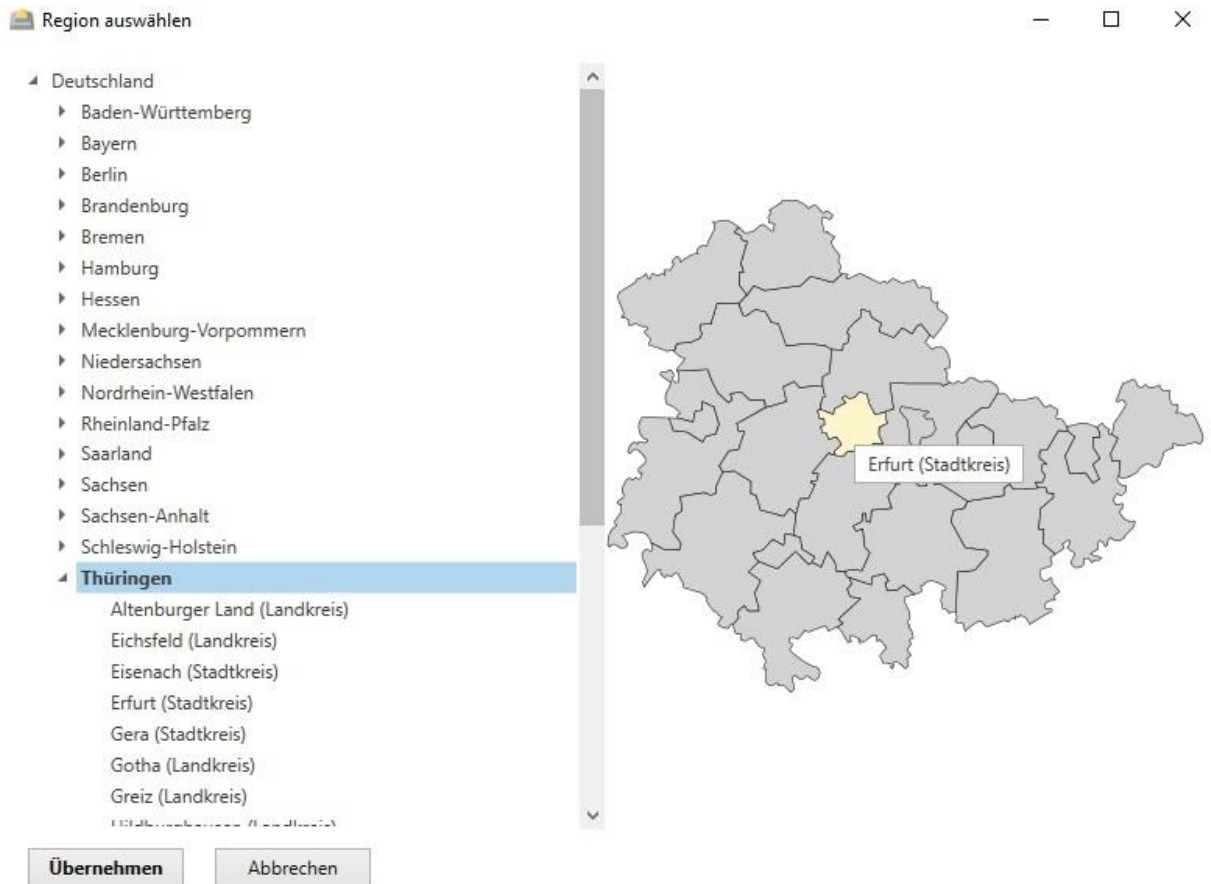 Region auswählen
Deutschland
Baden-Württemberg
Bayern
Berlin
Brandenburg
Bremen
Hamburg
Hessen
Mecklenburg-Vorpommern
Niedersachsen
Nordrhein-Westfalen
Rheinland-Pfalz
Saarland
Sachsen
Sachsen-Anhalt
Schleswig-Holstein
Thüringen
Altenburger Land (Landkreis)
Eichsfeld (Landkreis)
Eisenach (Stadtkreis)
Erfurt (Stadtkreis)
Gera (Stadtkreis)
Gotha (Landkreis)
Greiz (Landkreis)
Erfurt (Stadtkreis)
Übernehmen Abbrechen